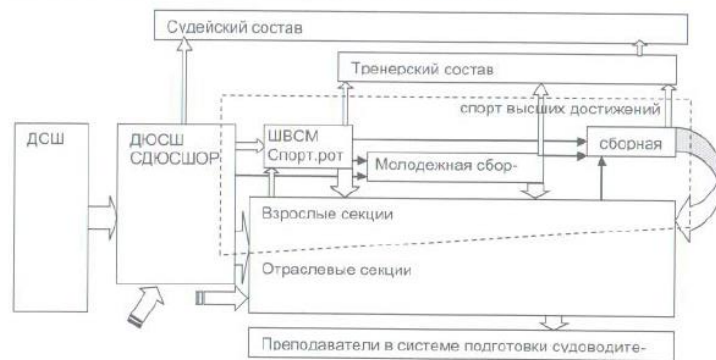 Судейский состав
Тренерский состав
спорт высших достижений
ДСШ
ДЮСШ
СДЮСШОР
ШВСМ
Спорт.рот
сборная
Молодежная сбор-
Взрослые секции
Отраслевые секции
Преподаватели в системе подготовки судоводите-